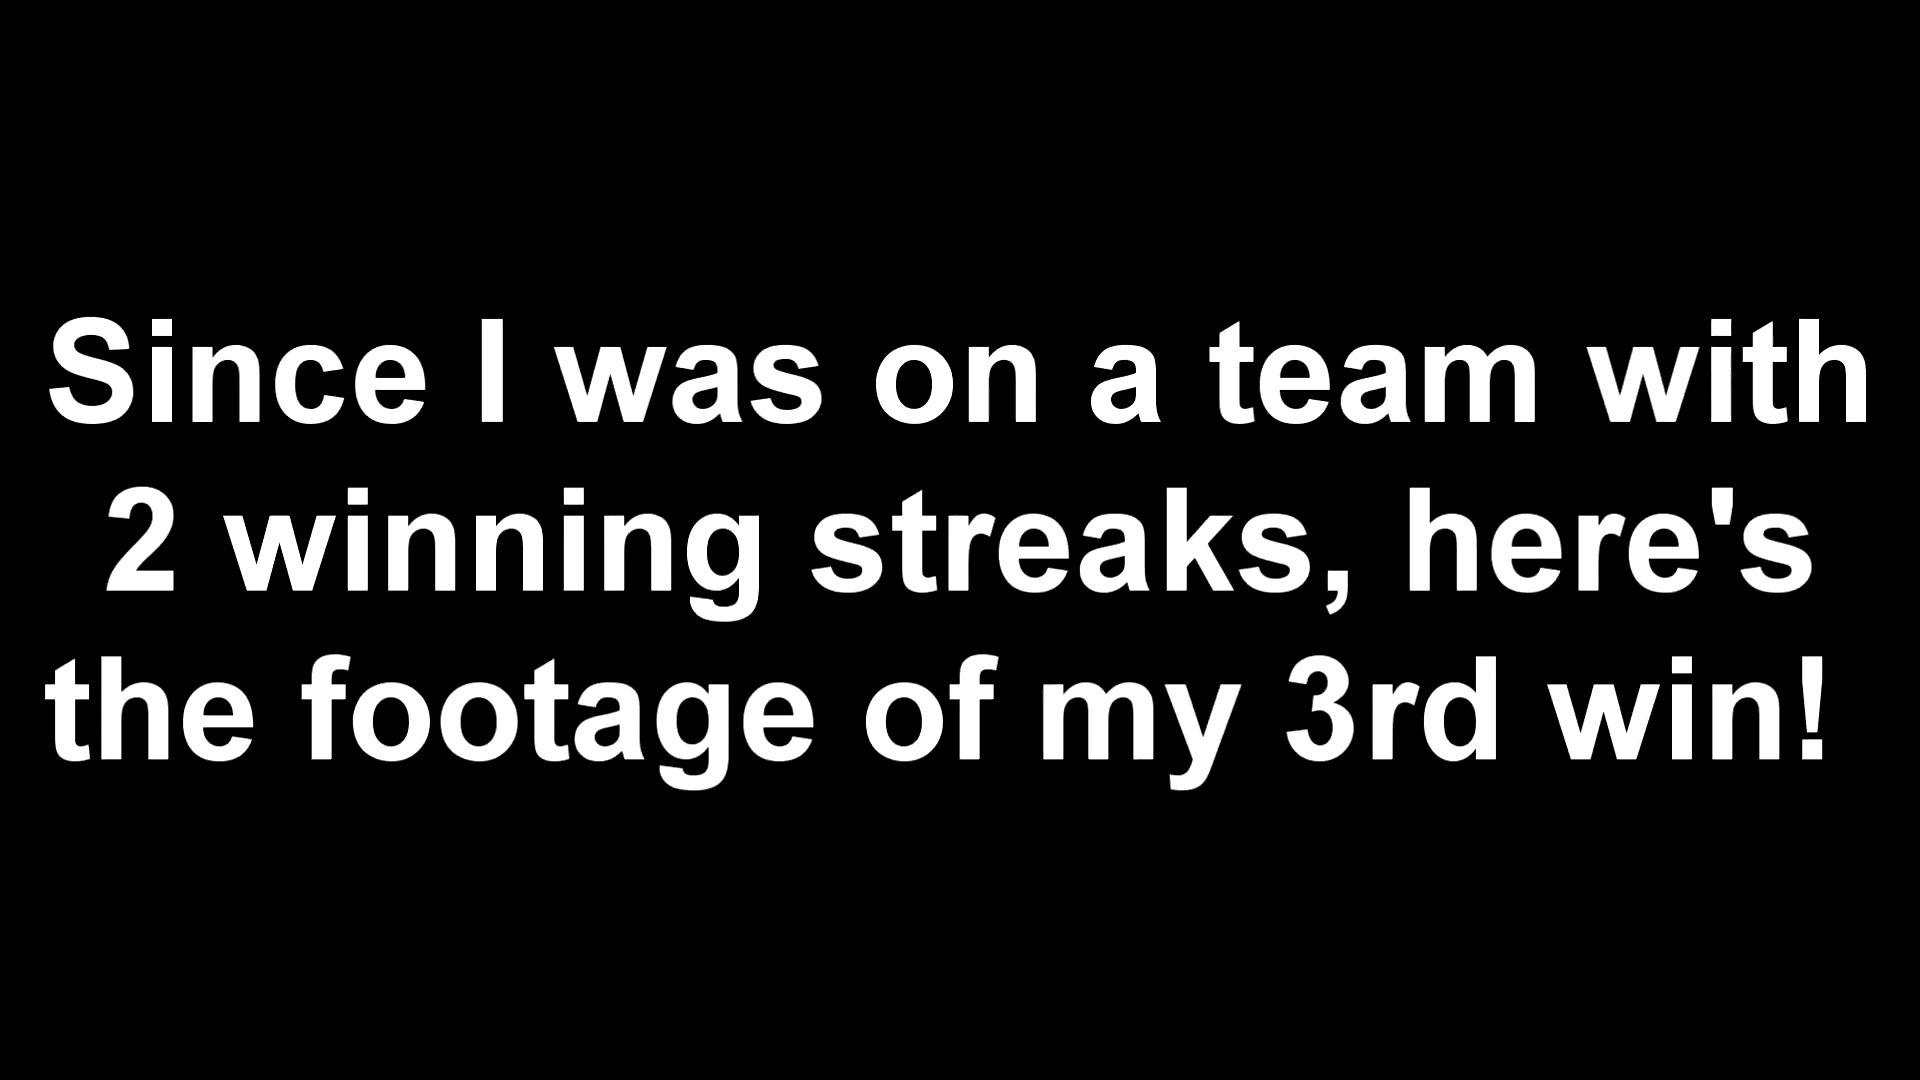 Since I was on a team with
2 winning streaks, here's
the footage of my 3rd win!